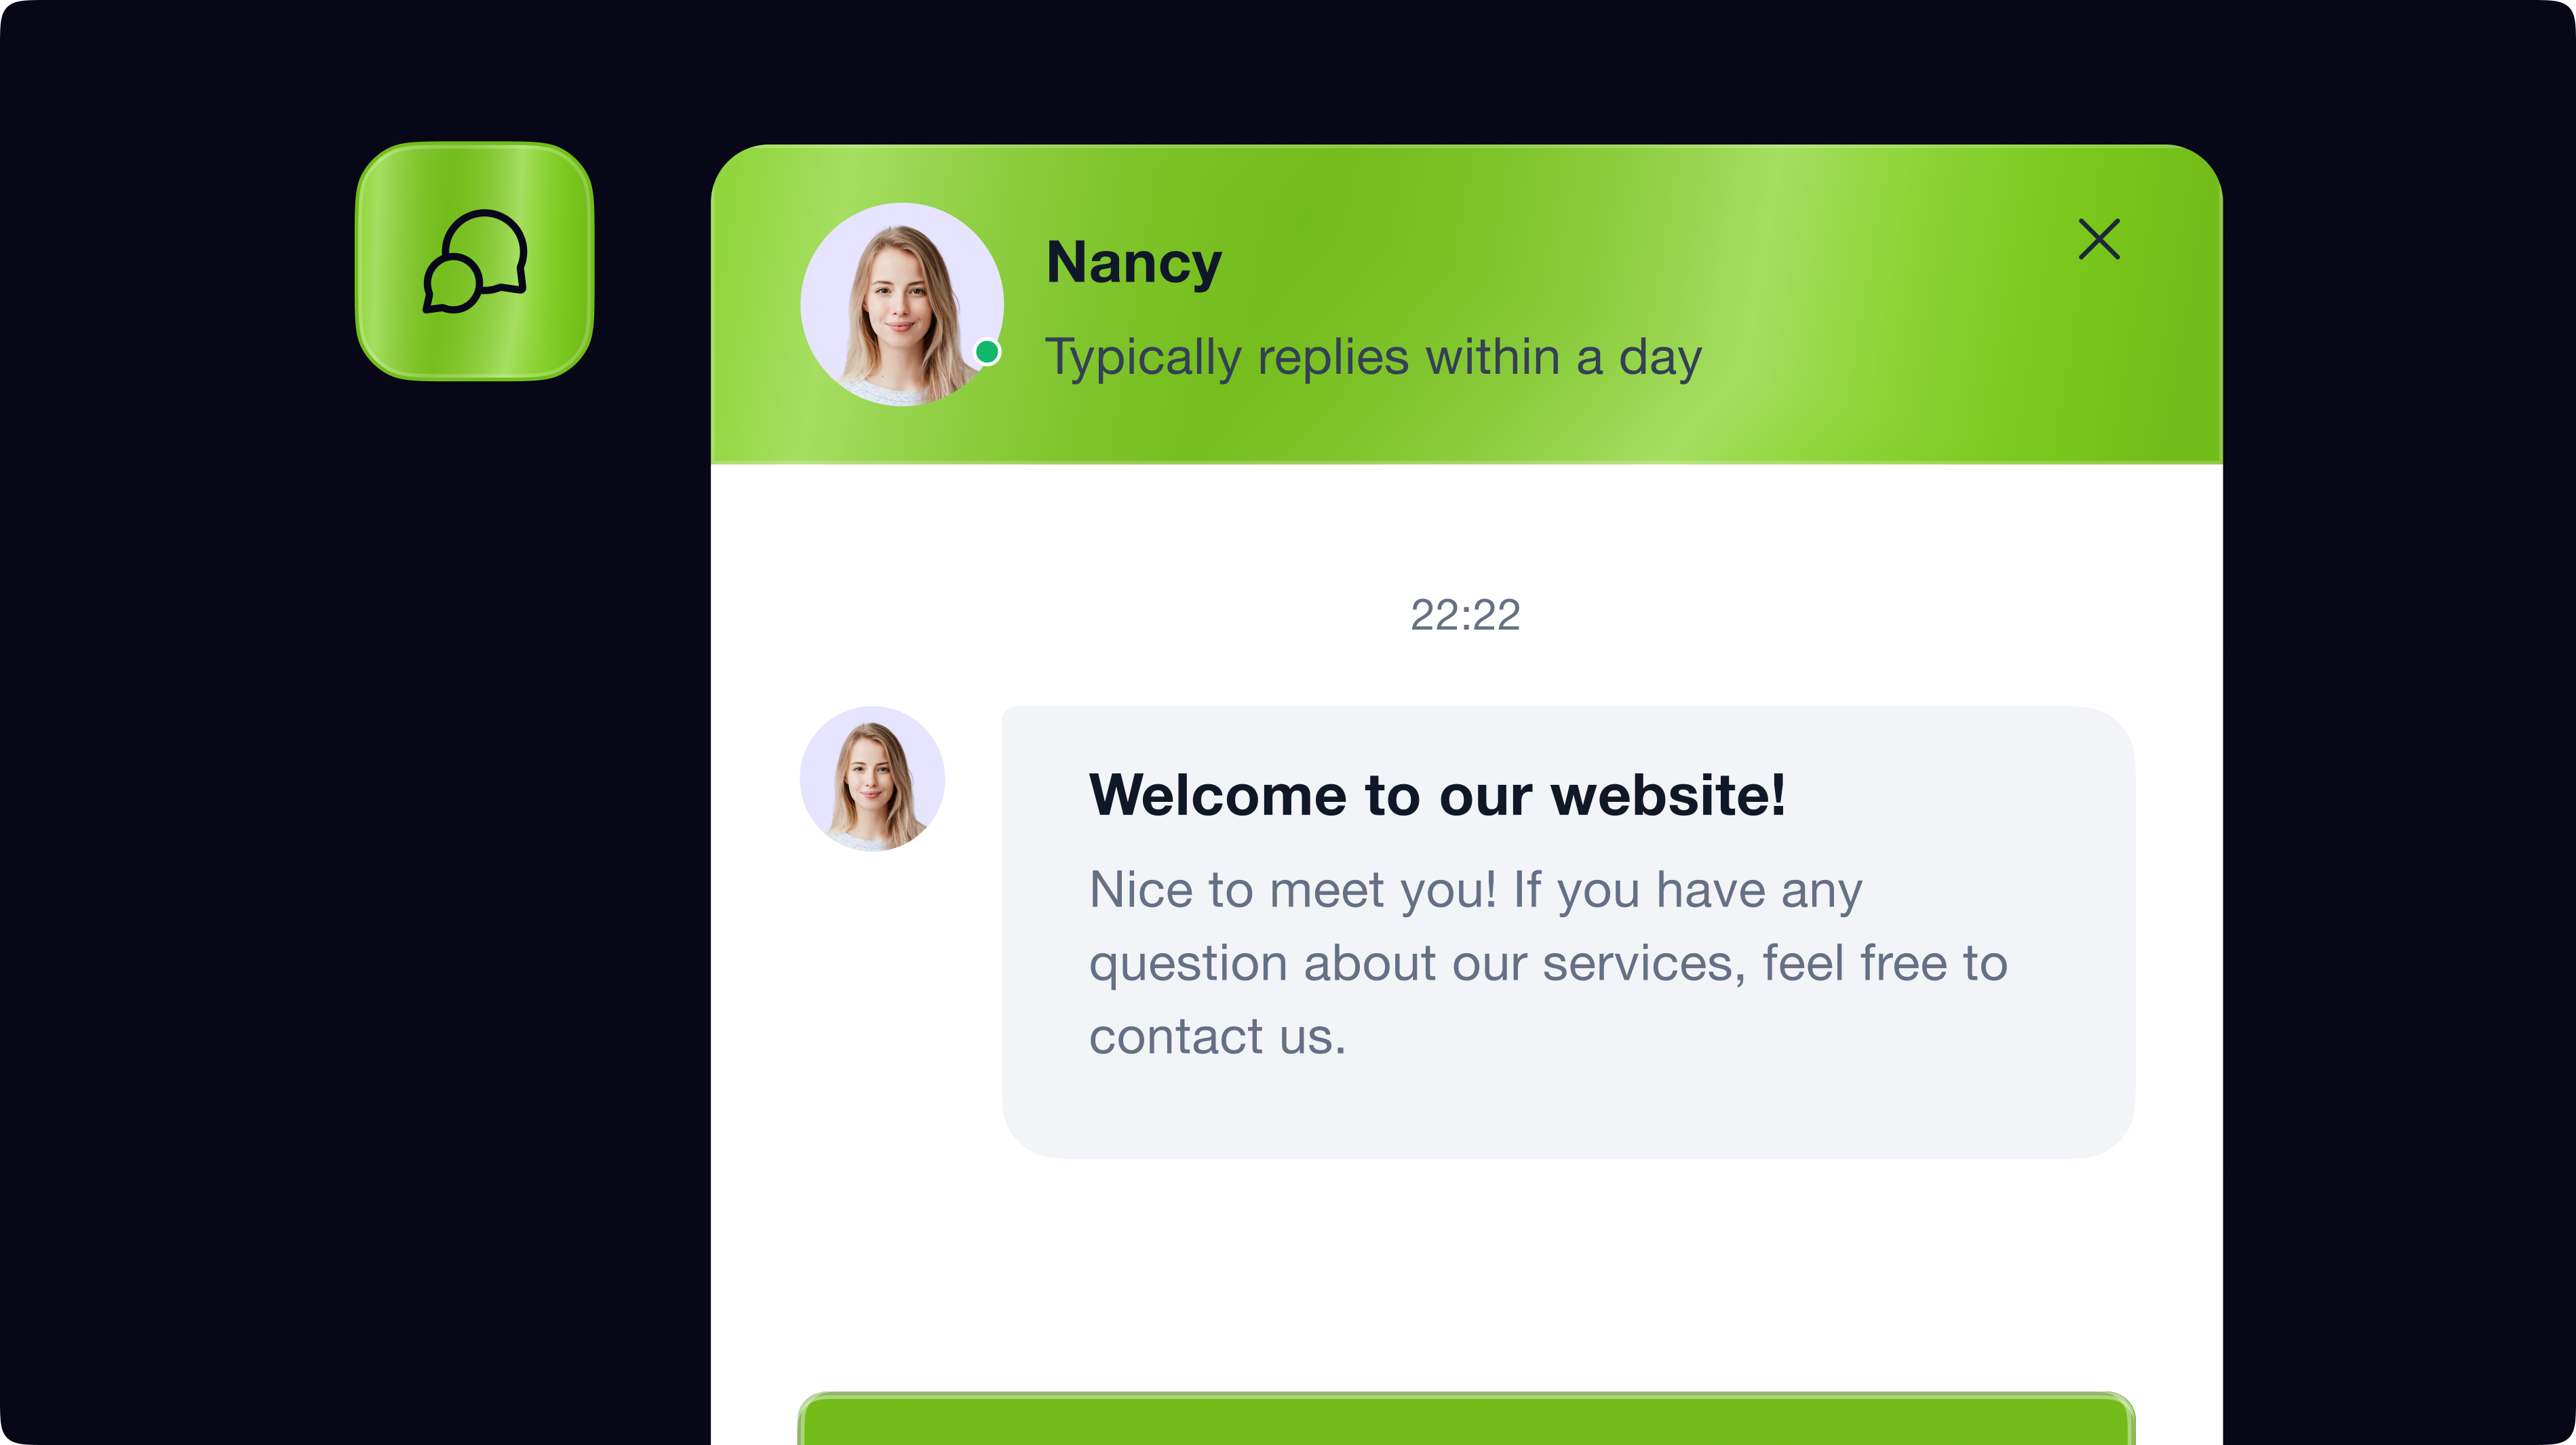 Nancy
Typically replies within a day
22:22
Welcome to our website!
Nice to meet you! If you have any
question about our services, feel free to
contact us.